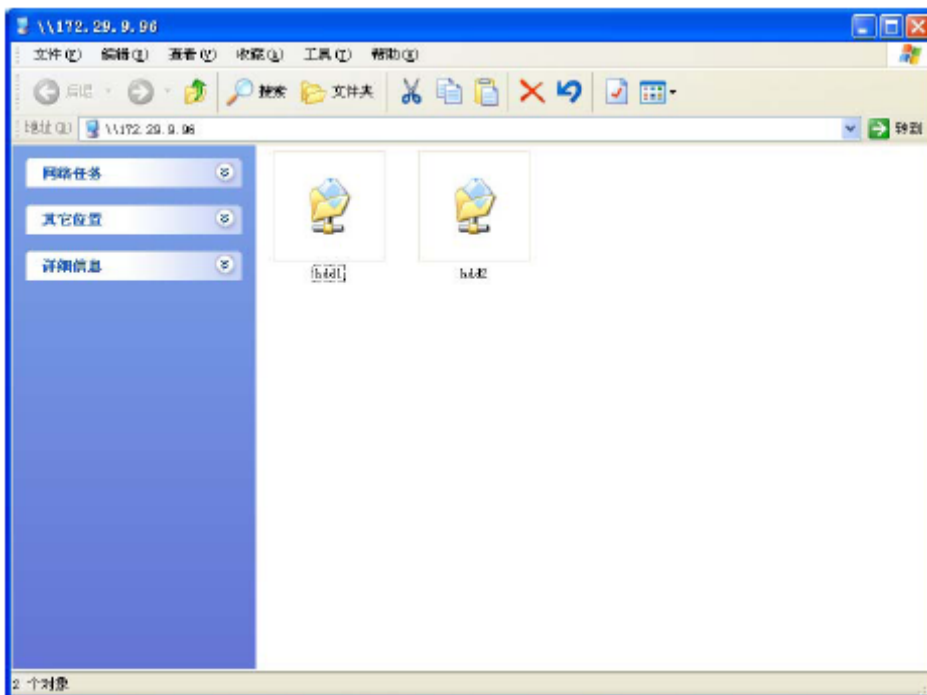 \\172.29.9.96
文件(F) 编辑(E) 查看(V) 收藏(A) 工具(T) 帮助(H)
后退 搜索 文件夹
地址(D) \\172.29.9.96 转到
网络任务
其它位置
详细信息
hdd1 hdd2
2 个对象